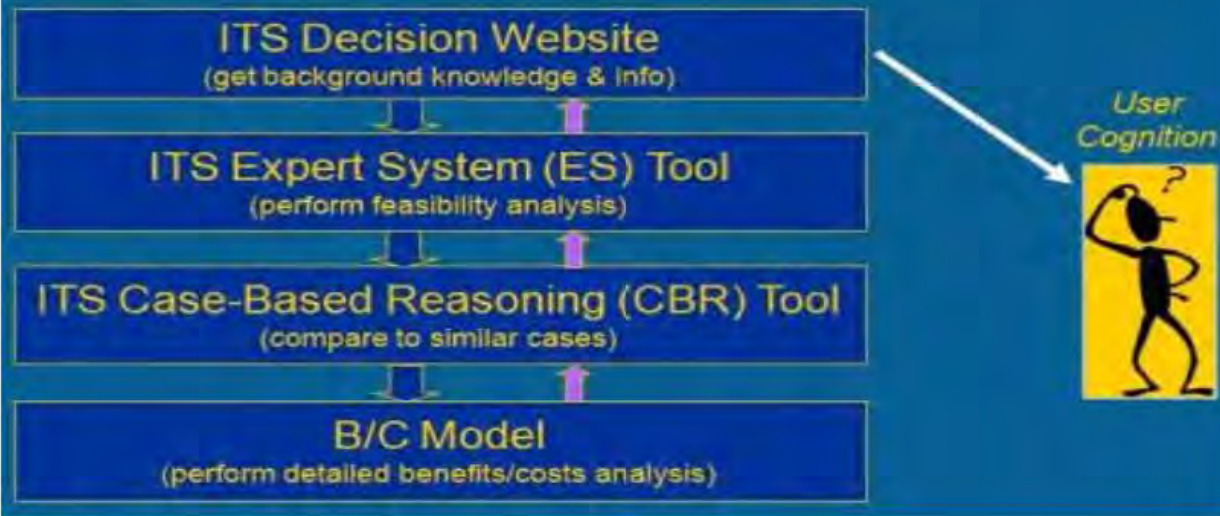 ITS Decision Website
(get background knowledge & Info)
User
Cognition
?
ITS Expert System (ES) Tool
(perform feasibility analysis)
ITS Case-Based Reasoning (CBR) Tool
(compare to similar cases)
B/C Model
(perform detailed benefits/costs analysis)